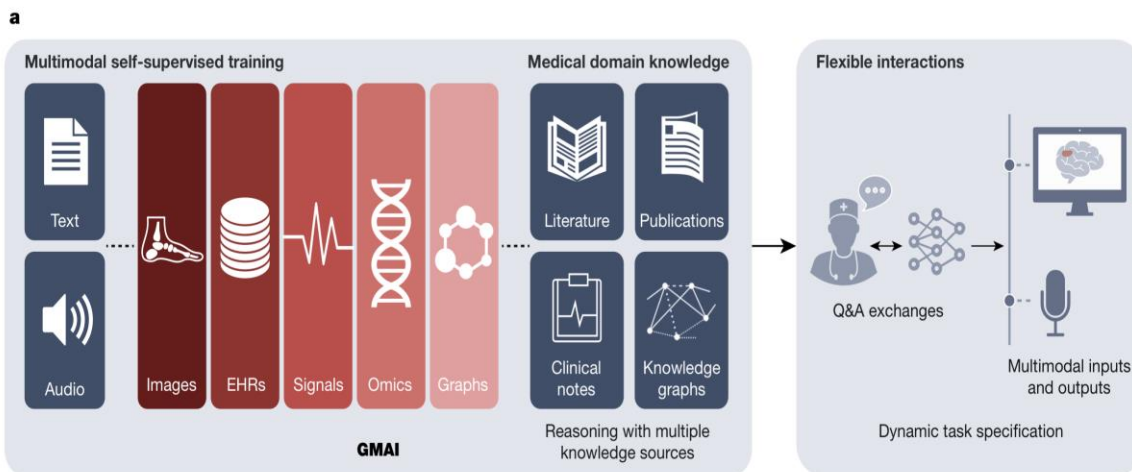 a
Multimodal self-supervised training
Medical domain knowledge
Flexible interactions
Text
Audio
Images
EHRs
Signals
Omics
Graphs
Literature
Publications
Clinical
notes
Knowledge
graphs
Reasoning with multiple
knowledge sources
GMAI
Q&A exchanges
Multimodal inputs
and outputs
Dynamic task specification